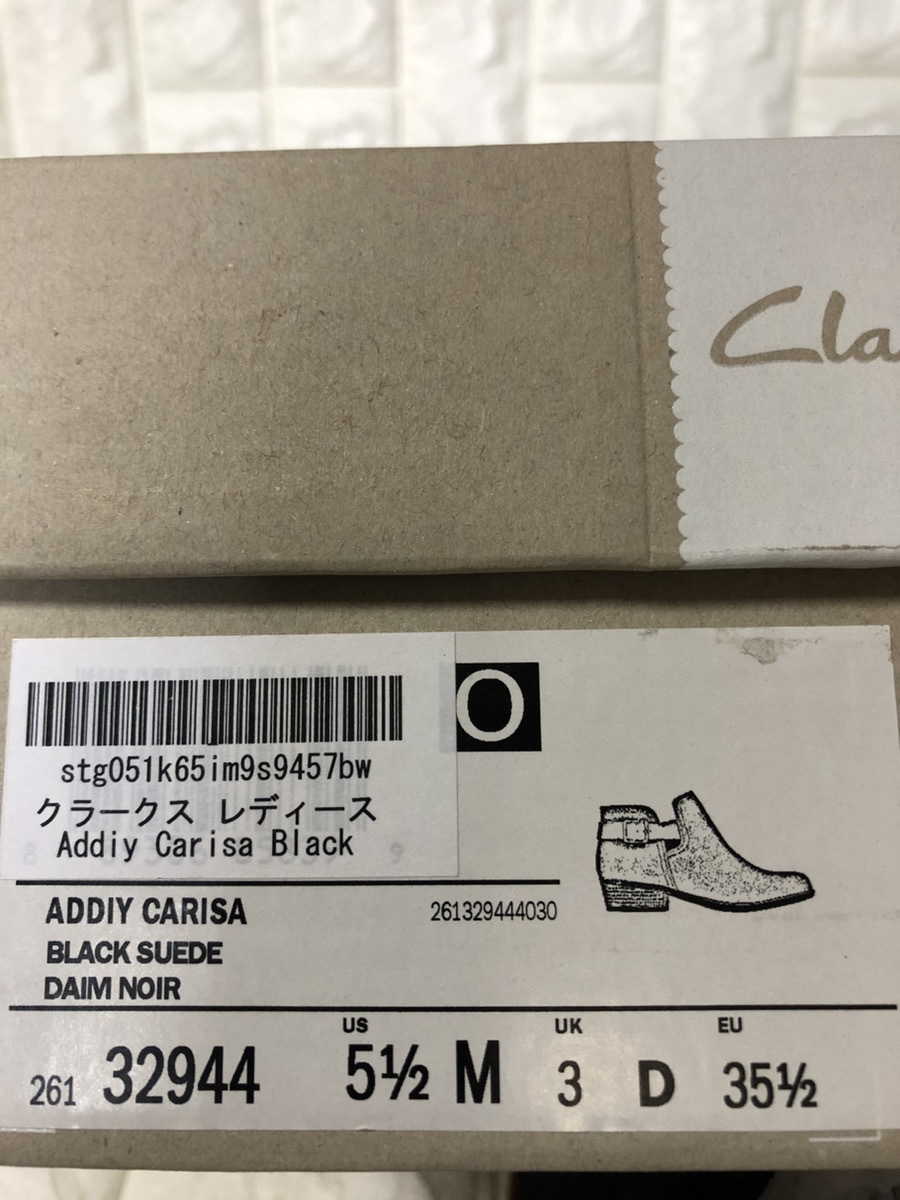 Cla
O
stg051k65im9s9457bw
クラークス レディース
Addiy Carisa Black
ADDIY CARISA
261329444030
BLACK SUEDE
DAIM NOIR
US UK EU
261 32944 5½ M 3 D 35½